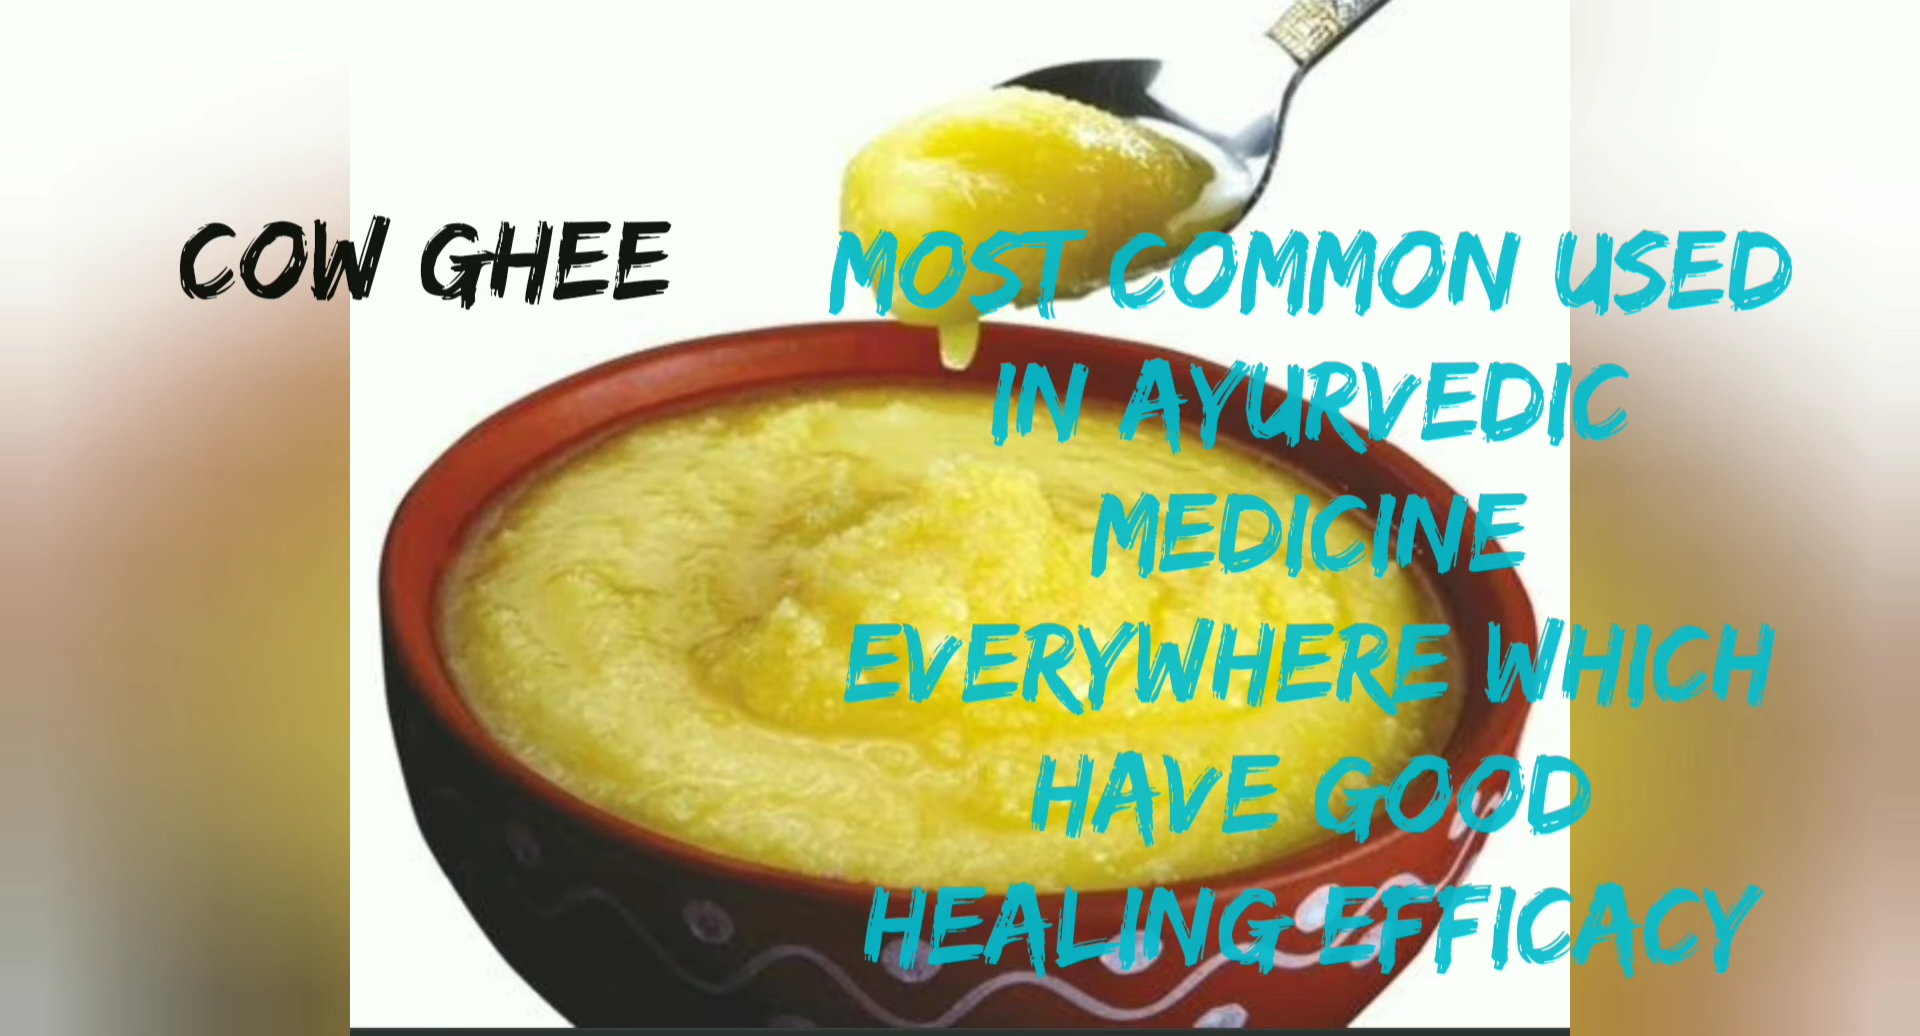 COW GHEE
MOST COMMON USED
IN AYURVEDIC
MEDICINE
EVERYWHERE WHICH
HAVE GOOD
HEALING EFFICACY